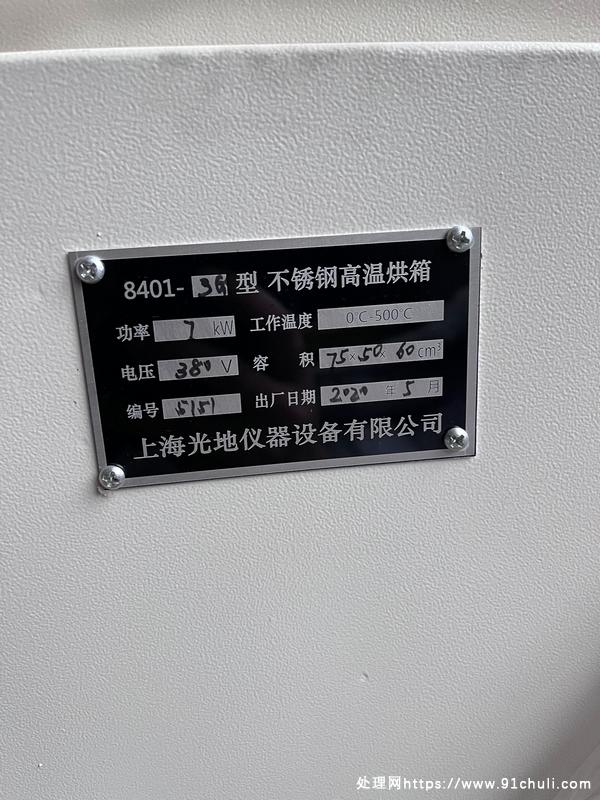 8401-3G型 不锈钢高温烘箱
功率 7 kW 工作温度 0℃-500℃
电压 380 V 容 积 75×50×60cm³
编号 5151 出厂日期 2020 年 5 月
上海光地仪器设备有限公司
处理网https://www.91chuli.com